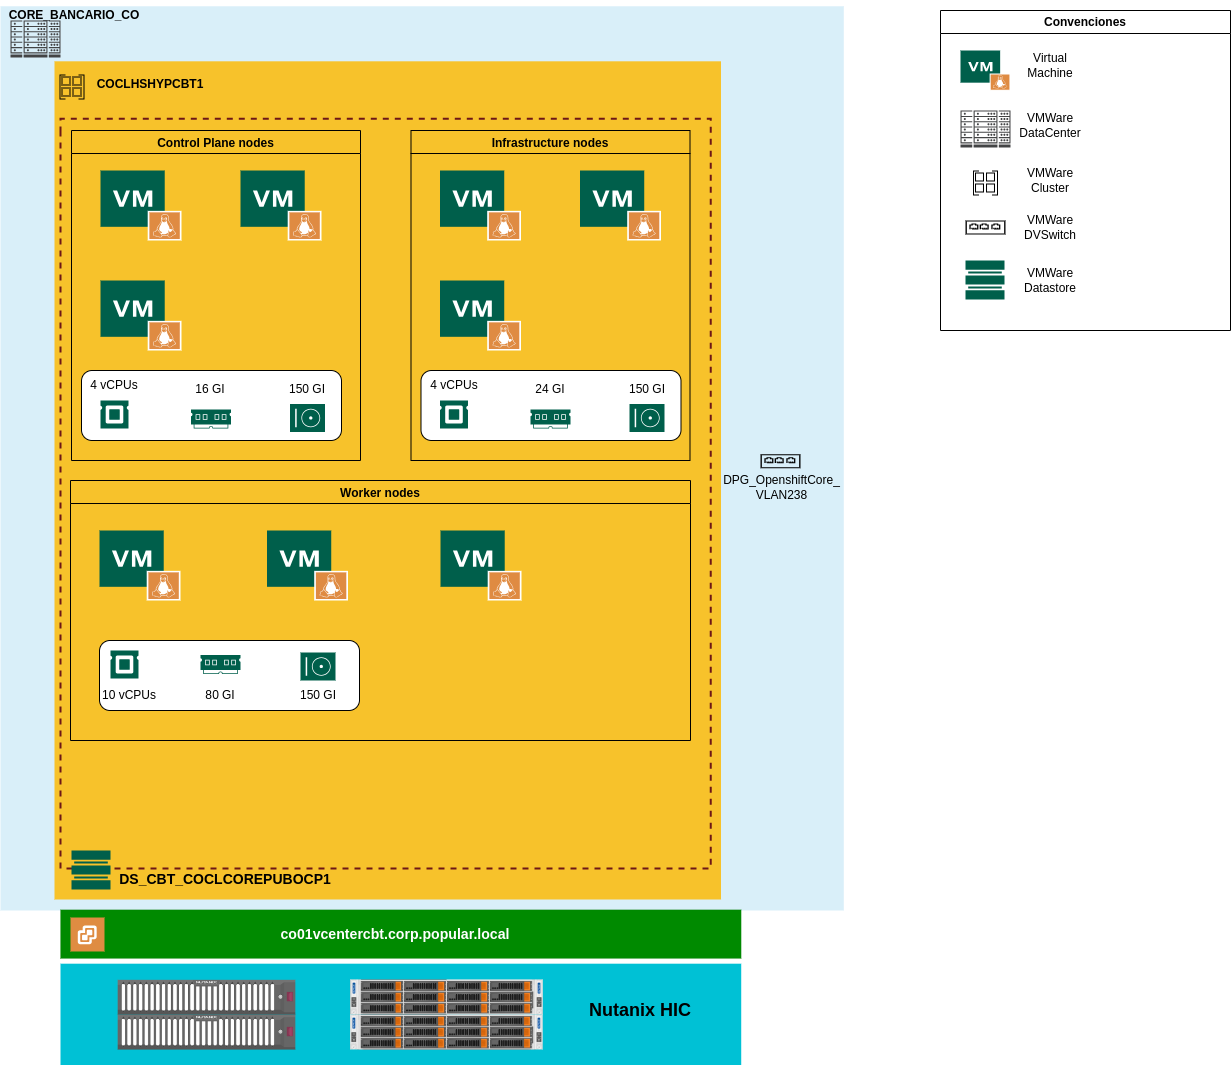 CORE_BANCARIO_CO
COCLHSHYPCBT1
Control Plane nodes
VM
VM
VM
4 vCPUs
16 GI
150 GI
Infrastructure nodes
VM
VM
VM
4 vCPUs
24 GI
150 GI
Worker nodes
VM
VM
VM
10 vCPUs
80 GI
150 GI
DS_CBT_COCLCOREPUBOCP1
DPG_OpenshiftCore_
VLAN238
co01vcentercbt.corp.popular.local
Nutanix HIC
Convenciones
VM
Virtual
Machine
VMWare
DataCenter
VMWare
Cluster
VMWare
DVSwitch
VMWare
Datastore